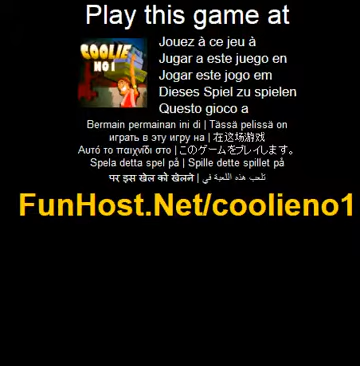 Play this game at
COOLIE
NO 1
Jouez à ce jeu à
Jugar a este juego en
Jogar este jogo em
Dieses Spiel zu spielen
Questo gioco a
Bermain permainan ini di | Tässä pelissä on
играть в эту игру на | 在这场游戏
Αυτό το παιχνίδι στο | このゲームをプレイします。
Spela detta spel på | Spille dette spillet på
पर इस खेल को खेलने | تلعب هذه اللعبة في
FunHost.Net/coolieno1